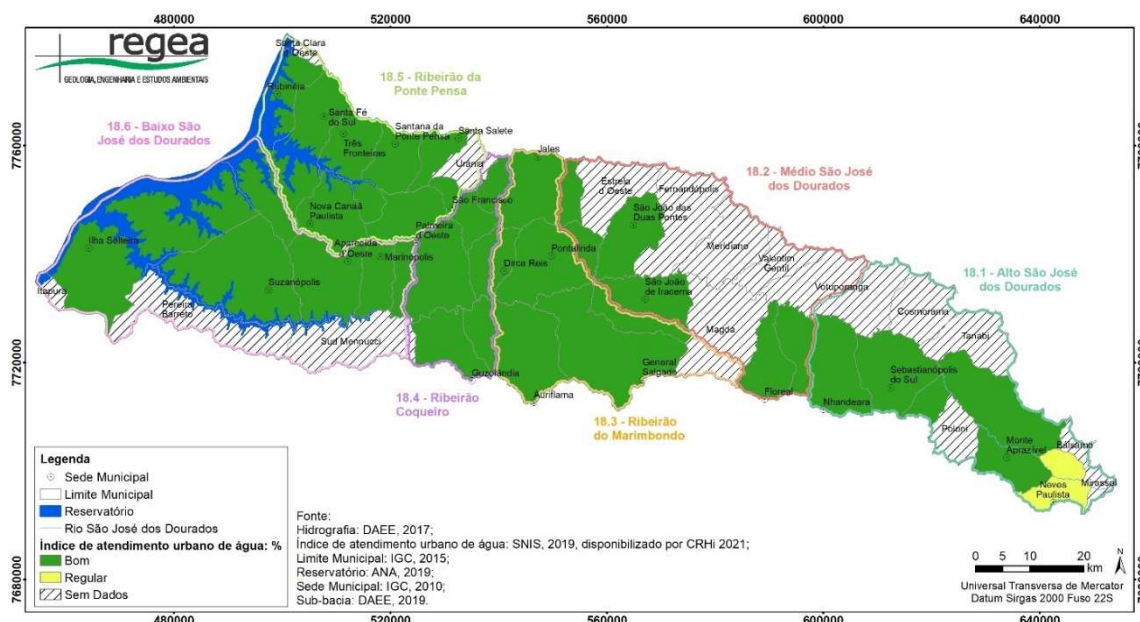 480000 520000 560000 600000 640000
regea
GEOLOGIA, ENGENHARIA E ESTUDOS AMBIENTAIS
Santa Clara
d'Oeste
18.5 - Ribeirão da
Ponte Pensa
Rubinéia
Santa Fé
do Sul
Santana da
Ponte Pensa
Santa Salete
Três
Fronteiras
18.6 - Baixo São
José dos Dourados
7760000
Urania
Jales
18.2 - Médio São José
dos Dourados
Estrela
d'Oeste
Fernandópolis
São Francisco
São João das
Duas Pontes
Nova Canaã
Paulista
Palmeira
d'Oeste
Ilha Solteira
Aparecida
d'Oeste
Marinópolis
Dirce Reis
Pontalinda
Meridiano
Valentim
Gentil
18.1 - Alto São José
dos Dourados
Itapura
Suzanópolis
São João
de Iracema
Votuporanga
Pereira
Barreto
Cosmorama
Sud Mennucci
Magda
Tanabi
7720000
General
Salgado
Guzolândia
Sebastianópolis
do Sul
Auriflama
Floreal
Nhandeara
18.4 - Ribeirão
Coqueiro
18.3 - Ribeirão
do Marimbondo
Poloni
Monte
Aprazível
Bálsamo
Mirassol
Neves
Paulista
Legenda
Sede Municipal
Limite Municipal
Reservatório
Rio São José dos Dourados
Índice de atendimento urbano de água: %
Bom
Regular
Sem Dados
Fonte:
Hidrografia: DAEE, 2017;
Índice de atendimento urbano de água: SNIS, 2019, disponibilizado por CRHi 2021;
Limite Municipal: IGC, 2015;
Reservatório: ANA, 2019;
Sede Municipal: IGC, 2010;
Sub-bacia: DAEE, 2019.
0 5 10 20
km
N
Universal Transversa de Mercator
Datum Sirgas 2000 Fuso 22S
7680000
480000 520000 560000 600000 640000